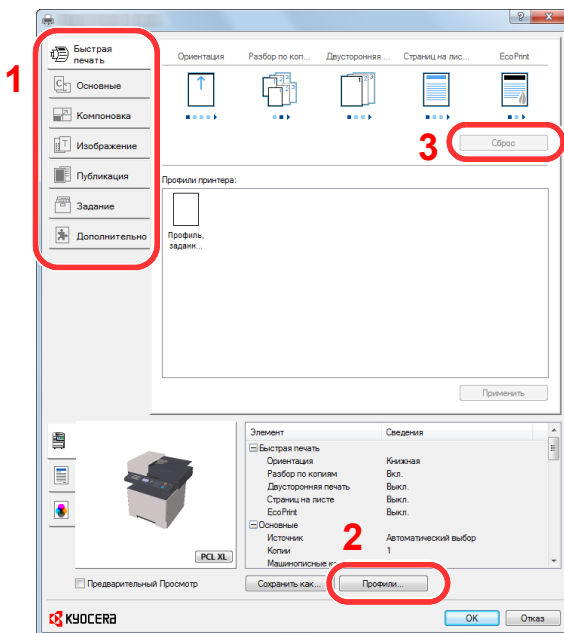 Быстрая
печать
Основные
Компоновка
Изображение
Публикация
Задание
Дополнительно
1
Ориентация Разбор по коп... Двусторонняя ... Страниц на лис... EcoPrint
3
Сброс
Профили принтера:
Профиль,
заданн...
Применить
Элемент Сведения
Быстрая печать
Ориентация Книжная
Разбор по копиям Вкл.
Двусторонняя печать Выкл.
Страниц на листе Выкл.
EcoPrint Выкл.
Основные
Источник Автоматический выбор
Копии 1
Машинописные
2
PCL XL
Предварительный Просмотр
Сохранить как...
Профили...
KYOCERA
OK
Отказ